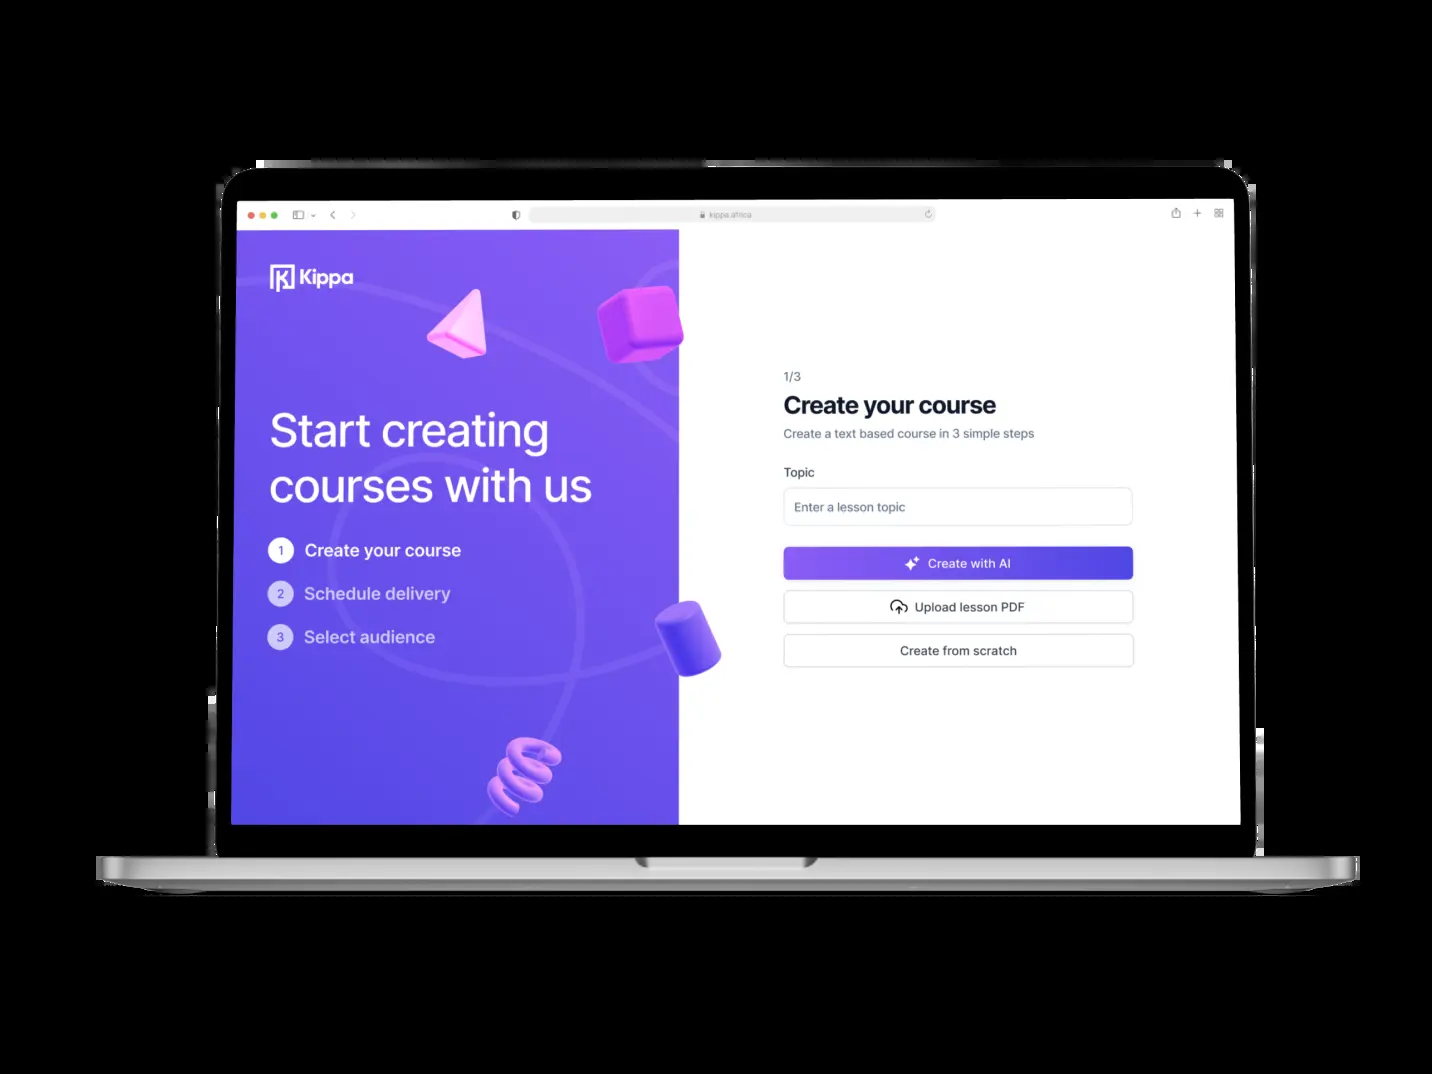 kippa.africa
Kippa
Start creating
courses with us
1 Create your course
2 Schedule delivery
3 Select audience
1/3
Create your course
Create a text based course in 3 simple steps
Topic
Enter a lesson topic
Create with AI
Upload lesson PDF
Create from scratch